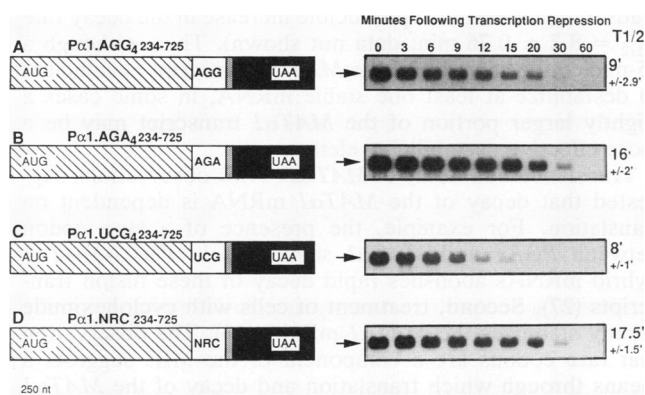 Minutes Following Transcription Repression
T1/2
0 3 6 9 12 15 20 30 60
A Pα1.AGG4 234-725
AUG AGG UAA
9' +/-2.9'
B Pα1.AGA4 234-725
AUG AGA UAA
16' +/-2'
C Pα1.UCG4 234-725
AUG UCG UAA
8' +/-1'
D Pα1.NRC 234-725
AUG NRC UAA
17.5' +/-1.5'
250 nt